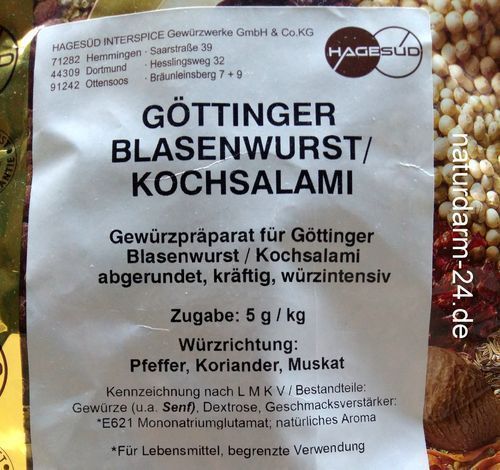 HAGESÜD INTERSPICE Gewürzwerke GmbH & Co.KG
71282 Hemmingen · Saarstraße 39
44309 Dortmund · Hesslingsweg 32
91242 Ottensoos · Bräunleinsberg 7 + 9
HAGESÜD
GÖTTINGER
BLASENWURST/
KOCHSALAMI
Gewürzpräparat für Göttinger
Blasenwurst / Kochsalami
abgerundet, kräftig, würzintensiv
Zugabe: 5 g / kg
Würzrichtung:
Pfeffer, Koriander, Muskat
Kennzeichnung nach L M K V / Bestandteile:
Gewürze (u.a. Senf), Dextrose, Geschmacksverstärker:
*E621 Mononatriumglutamat; natürliches Aroma
*Für Lebensmittel, begrenzte Verwendung
naturdarm-24.de